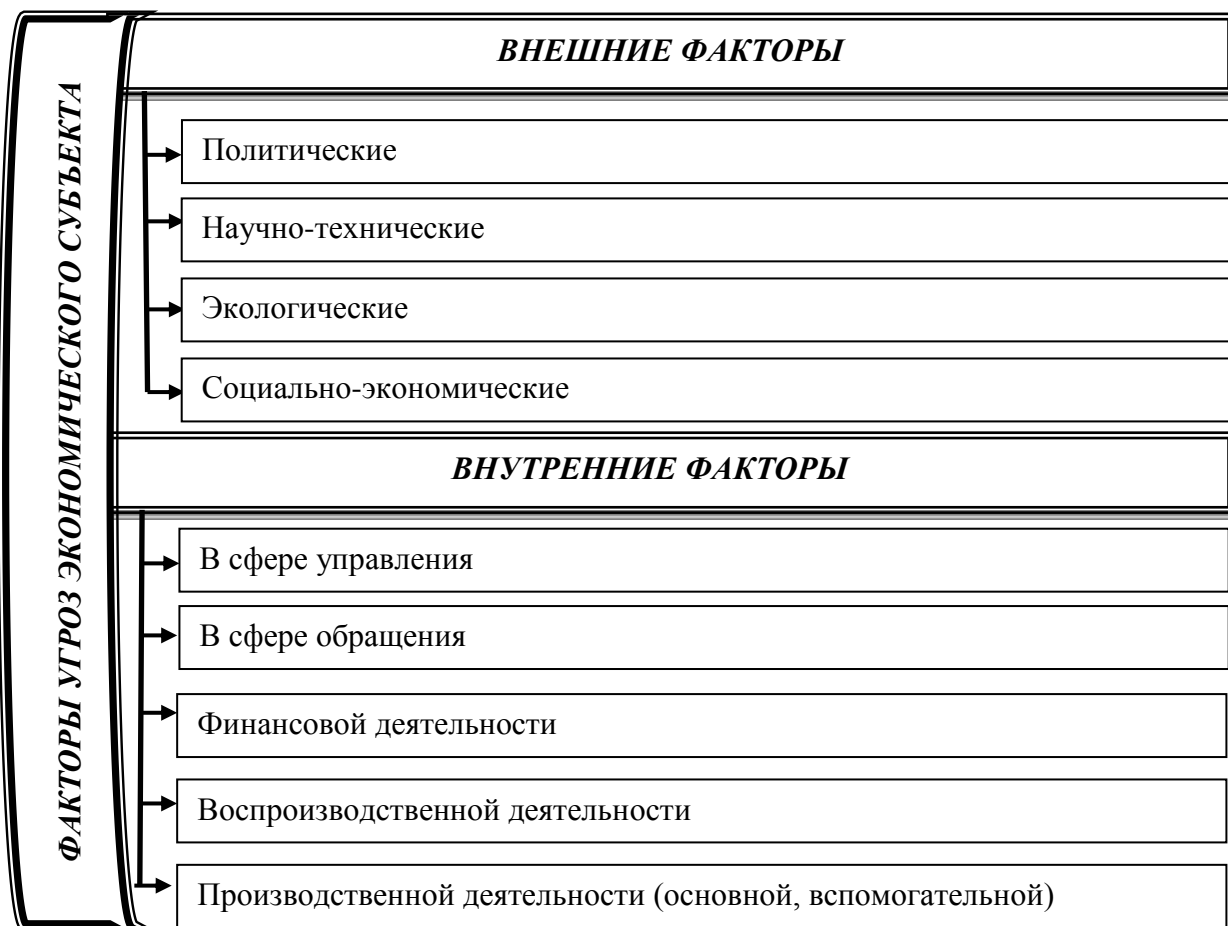 ФАКТОРЫ УГРОЗ ЭКОНОМИЧЕСКОГО СУБЪЕКТА
ВНЕШНИЕ ФАКТОРЫ
Политические
Научно-технические
Экологические
Социально-экономические
ВНУТРЕННИЕ ФАКТОРЫ
В сфере управления
В сфере обращения
Финансовой деятельности
Воспроизводственной деятельности
Производственной деятельности (основной, вспомогательной)